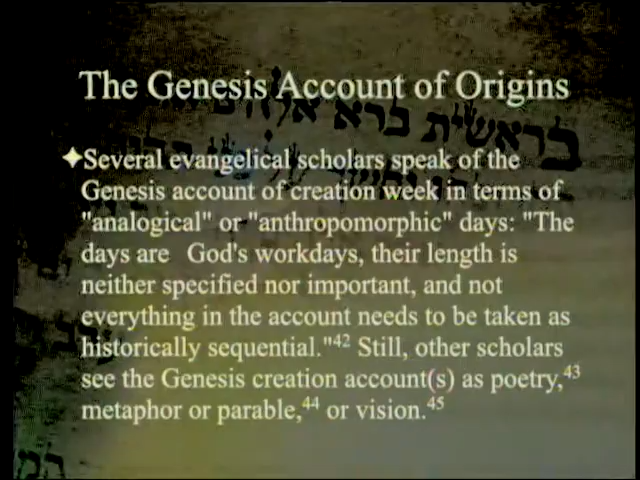 The Genesis Account of Origins
בראשית ברא אלהים
✦Several evangelical scholars speak of the
Genesis account of creation week in terms of
"analogical" or "anthropomorphic" days: "The
days are God's workdays, their length is
neither specified nor important, and not
everything in the account needs to be taken as
historically sequential."42 Still, other scholars
see the Genesis creation account(s) as poetry,43
metaphor or parable,44 or vision.45